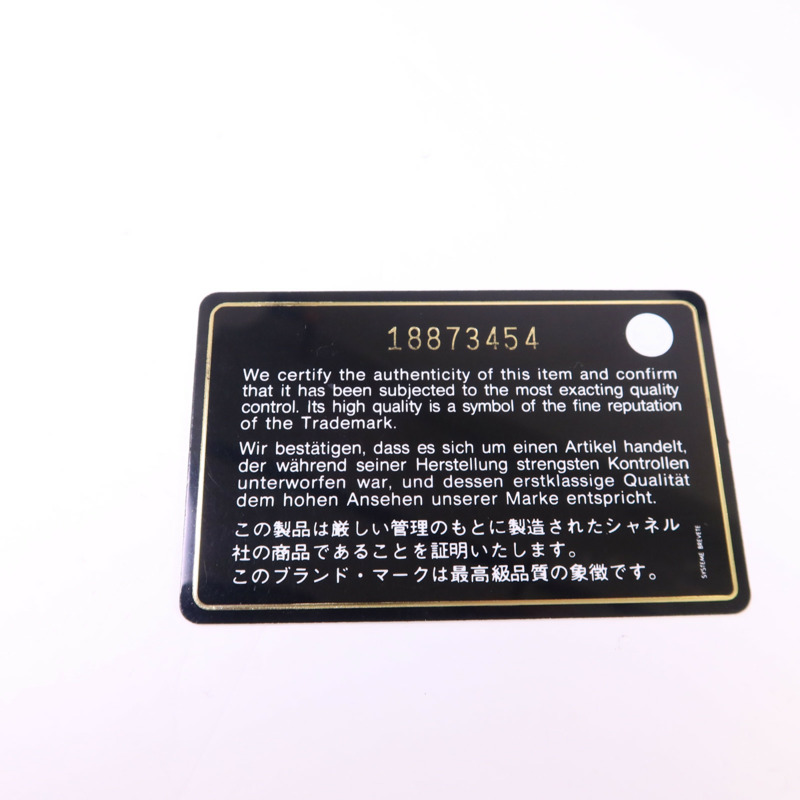 18873454
We certify the authenticity of this item and confirm
that it has been subjected to the most exacting quality
control. Its high quality is a symbol of the fine reputation
of the Trademark.
Wir bestätigen, dass es sich um einen Artikel handelt,
der während seiner Herstellung strengsten Kontrollen
unterworfen war, und dessen erstklassige Qualität
dem hohen Ansehen unserer Marke entspricht.
この製品は厳しい管理のもとに製造されたシャネル
社の商品であることを証明いたします。
このブランド・マークは最高級品質の象徴です。
SYSTEME BREVETE